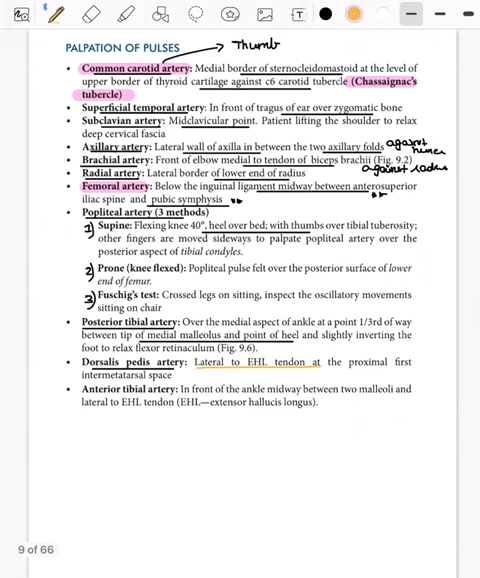 PALPATION OF PULSES
Thumb
• Common carotid artery: Medial border of sternocleidomastoid at the level of
upper border of thyroid cartilage against c6 carotid tubercle (Chassaignac's
tubercle)
• Superficial temporal artery: In front of tragus of ear over zygomatic bone
• Subclavian artery: Midclavicular point. Patient lifting the shoulder to relax
deep cervical fascia
• Axillary artery: Lateral wall of axilla in between the two axillary folds against
• Brachial artery: Front of elbow medial to tendon of biceps brachii (Fig. 9.2)
• Radial artery: Lateral border of lower end of radius against radius
• Femoral artery: Below the inguinal ligament midway between anterosuperior
iliac spine and pubic symphysis
• Popliteal artery (3 methods)
1) Supine: Flexing knee 40°, heel over bed; with thumbs over tibial tuberosity;
other fingers are moved sideways to palpate popliteal artery over the
posterior aspect of tibial condyles.
2) Prone (knee flexed): Popliteal pulse felt over the posterior surface of lower
end of femur.
3) Fuschig's test: Crossed legs on sitting, inspect the oscillatory movements
sitting on chair
• Posterior tibial artery: Over the medial aspect of ankle at a point 1/3rd of way
between tip of medial malleolus and point of heel and slightly inverting
the foot to relax flexor retinaculum (Fig. 9.6).
• Dorsalis pedis artery: Lateral to EHL tendon at the proximal first
intermetatarsal space
• Anterior tibial artery: In front of the ankle midway between two malleoli and
lateral to EHL tendon (EHL—extensor hallucis longus).
9 of 66